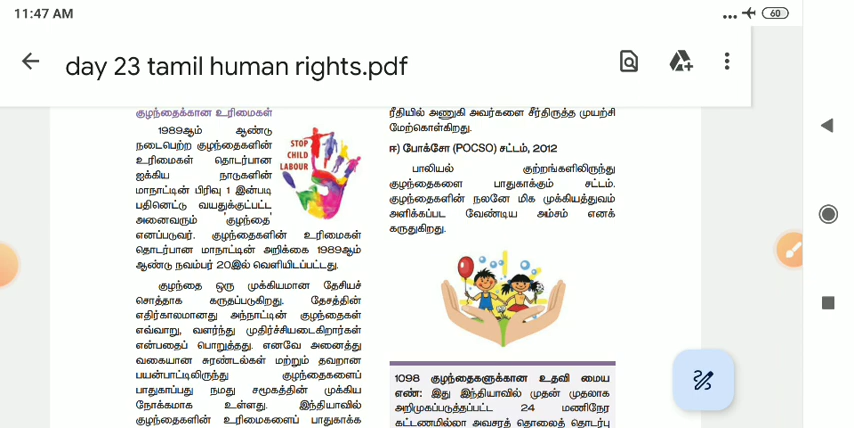 11:47 AM
60
day 23 tamil human rights.pdf
குழந்தைக்கான உரிமைகள்
1989ஆம் ஆண்டு
நடைபெற்ற குழந்தைகளின்
உரிமைகள் தொடர்பான
ஐக்கிய நாடுகளின்
மாநாட்டின் பிரிவு 1 இன்படி
பதினெட்டு வயதுக்குட்பட்ட
அனைவரும் 'குழந்தை'
எனப்படுவர். குழந்தைகளின் உரிமைகள்
தொடர்பான மாநாட்டின் அறிக்கை 1989ஆம்
ஆண்டு நவம்பர் 20இல் வெளியிடப்பட்டது.
STOP
CHILD
LABOUR
குழந்தை ஒரு முக்கியமான தேசியச்
சொத்தாக கருதப்படுகிறது. தேசத்தின்
எதிர்காலமானது அந்நாட்டின் குழந்தைகள்
எவ்வாறு, வளர்ந்து முதிர்ச்சியடைகிறார்கள்
என்பதைப் பொறுத்தது. எனவே அனைத்து
வகையான சுரண்டல்கள் மற்றும் தவறான
பயன்பாட்டிலிருந்து குழந்தைகளைப்
பாதுகாப்பது நமது சமூகத்தின் முக்கிய
நோக்கமாக உள்ளது. இந்தியாவில்
குழந்தைகளின் உரிமைகளைப் பாதுகாக்க
ரீதியில் அணுகி அவர்களை சீர்திருத்த முயற்சி
மேற்கொள்கிறது.
ஈ) போக்சோ (POCSO) சட்டம், 2012
பாலியல் குற்றங்களிலிருந்து
குழந்தைகளை பாதுகாக்கும் சட்டம்.
குழந்தைகளின் நலனே மிக முக்கியத்துவம்
அளிக்கப்பட வேண்டிய அம்சம் எனக்
கருதுகிறது.
1098 குழந்தைகளுக்கான உதவி மைய
எண்: இது இந்தியாவில் முதன் முதலாக
அறிமுகப்படுத்தப்பட்ட 24 மணிநேர
கட்டணமில்லா அவசரத் தொலைத் தொடர்பு